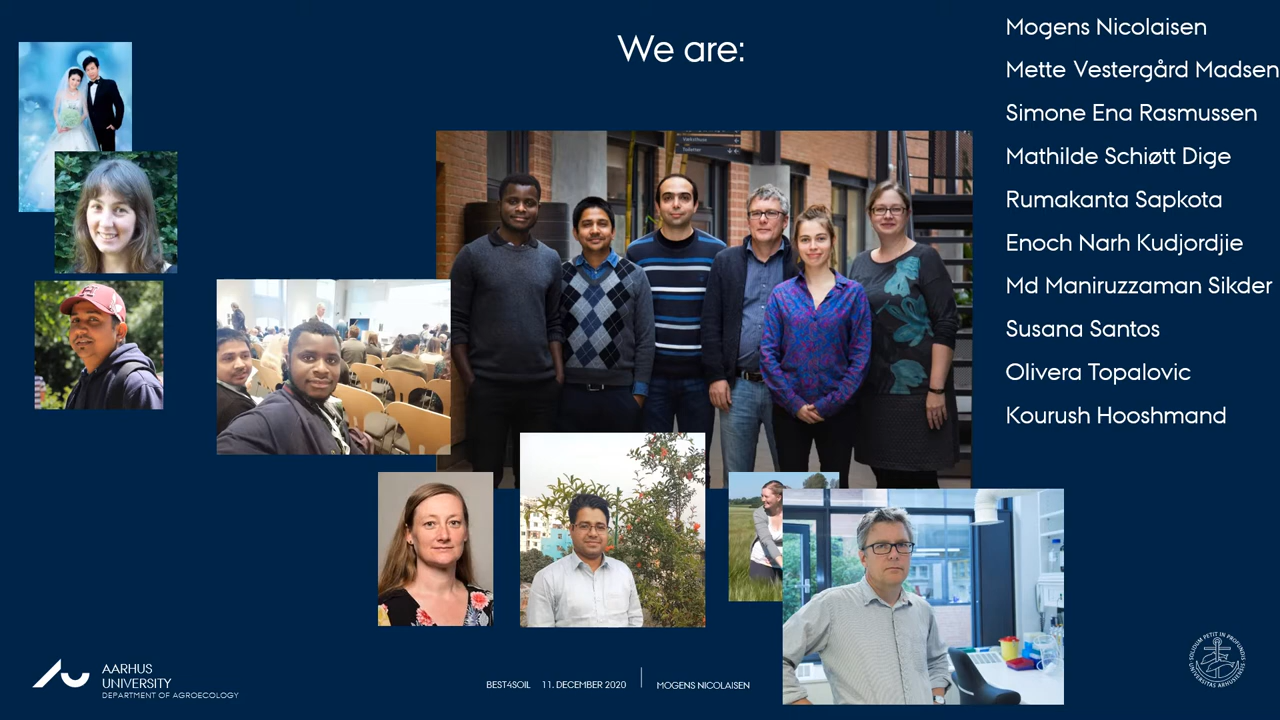 We are:
Mogens Nicolaisen
Mette Vestergård Madsen
Simone Ena Rasmussen
Mathilde Schiøtt Dige
Rumakanta Sapkota
Enoch Narh Kudjordjie
Md Maniruzzaman Sikder
Susana Santos
Olivera Topalovic
Kourush Hooshmand
AARHUS
UNIVERSITY
DEPARTMENT OF AGROECOLOGY
BEST4SOIL 11. DECEMBER 2020 MOGENS NICOLAISEN